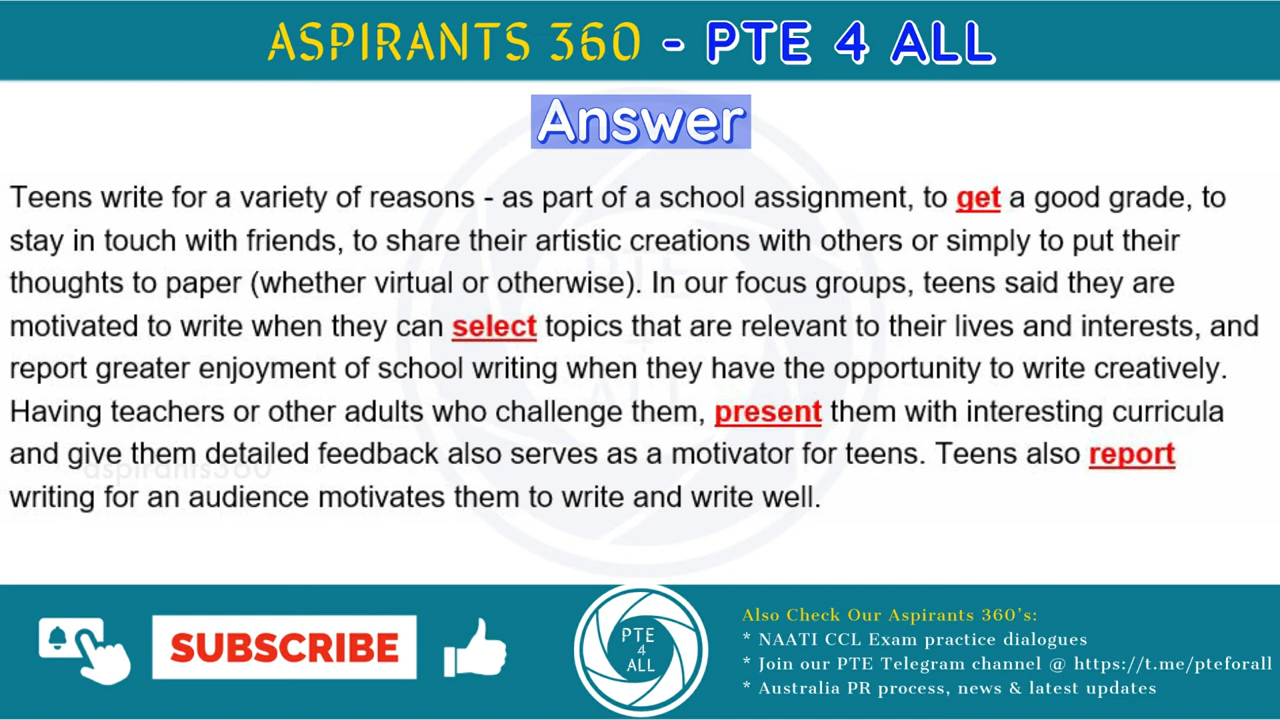 ASPIRANTS 360 - PTE 4 ALL
Answer
Teens write for a variety of reasons - as part of a school assignment, to get a good grade, to
stay in touch with friends, to share their artistic creations with others or simply to put their
thoughts to paper (whether virtual or otherwise). In our focus groups, teens said they are
motivated to write when they can select topics that are relevant to their lives and interests, and
report greater enjoyment of school writing when they have the opportunity to write creatively.
Having teachers or other adults who challenge them, present them with interesting curricula
and give them detailed feedback also serves as a motivator for teens. Teens also report
aspirants360
writing for an audience motivates them to write and write well.
PTE
4
ALL
SUBSCRIBE
PTE
4
ALL
Also Check Our Aspirants 360's:
* NAATI CCL Exam practice dialogues
* Join our PTE Telegram channel @ https://t.me/pteforall
* Australia PR process, news & latest updates